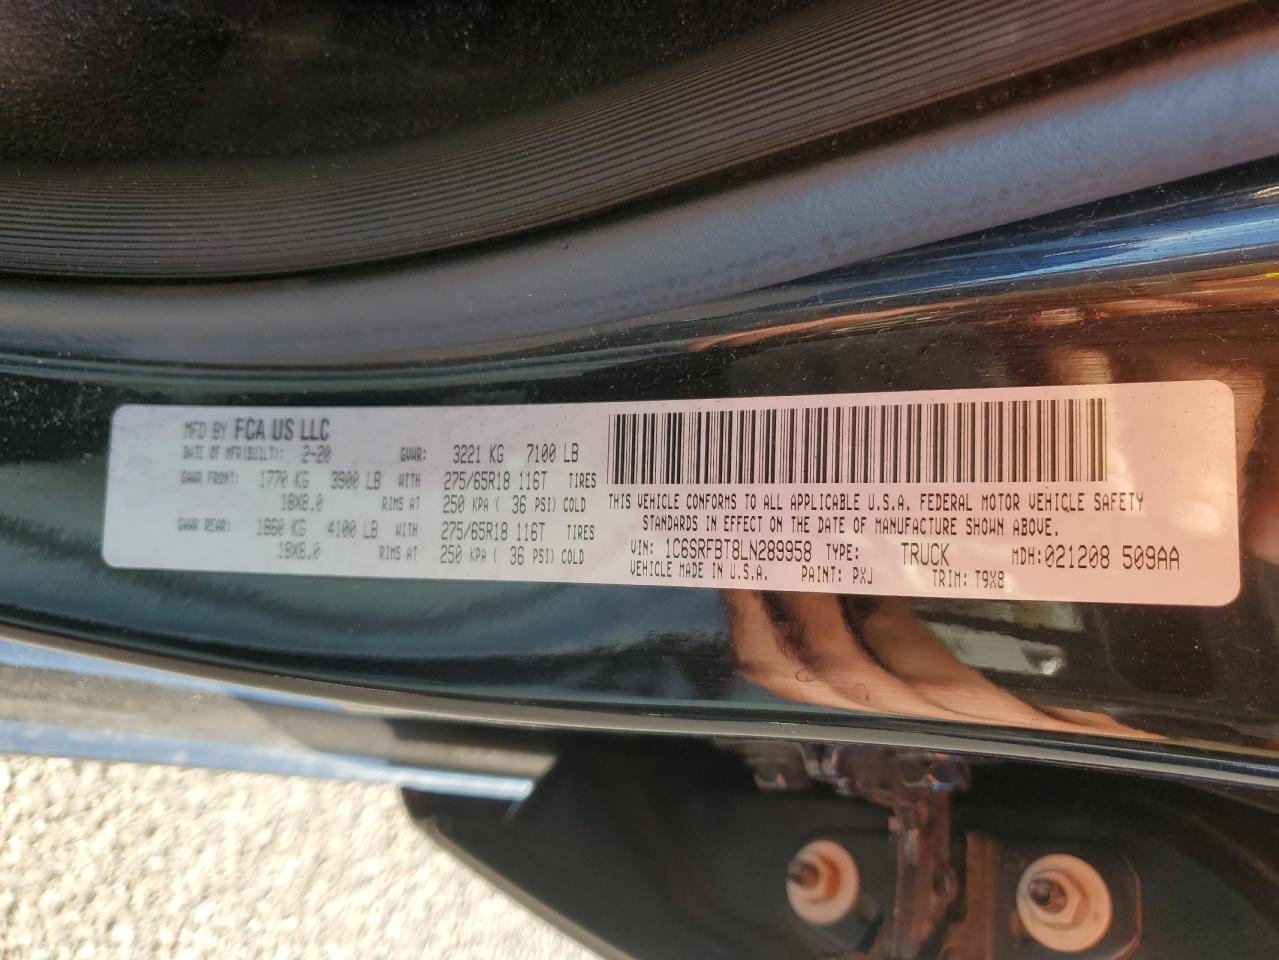 MFD BY FCA US LLC
DATE OF MFR(BUILT): 2-20 GVWR: 3221 KG 7100 LB
GAWR FRONT: 1770 KG 3900 LB WITH 275/65R18 116T TIRES
18X8.0 RIMS AT 250 KPA ( 36 PSI) COLD
GAWR REAR: 1860 KG 4100 LB WITH 275/65R18 116T TIRES
18X8.0 RIMS AT 250 KPA ( 36 PSI) COLD
THIS VEHICLE CONFORMS TO ALL APPLICABLE U.S.A. FEDERAL MOTOR VEHICLE SAFETY
STANDARDS IN EFFECT ON THE DATE OF MANUFACTURE SHOWN ABOVE.
VIN: 1C6SRFBT8LN289958 TYPE: TRUCK MDH:021208 509AA
VEHICLE MADE IN U.S.A. PAINT: PXJ TRIM: T9X8